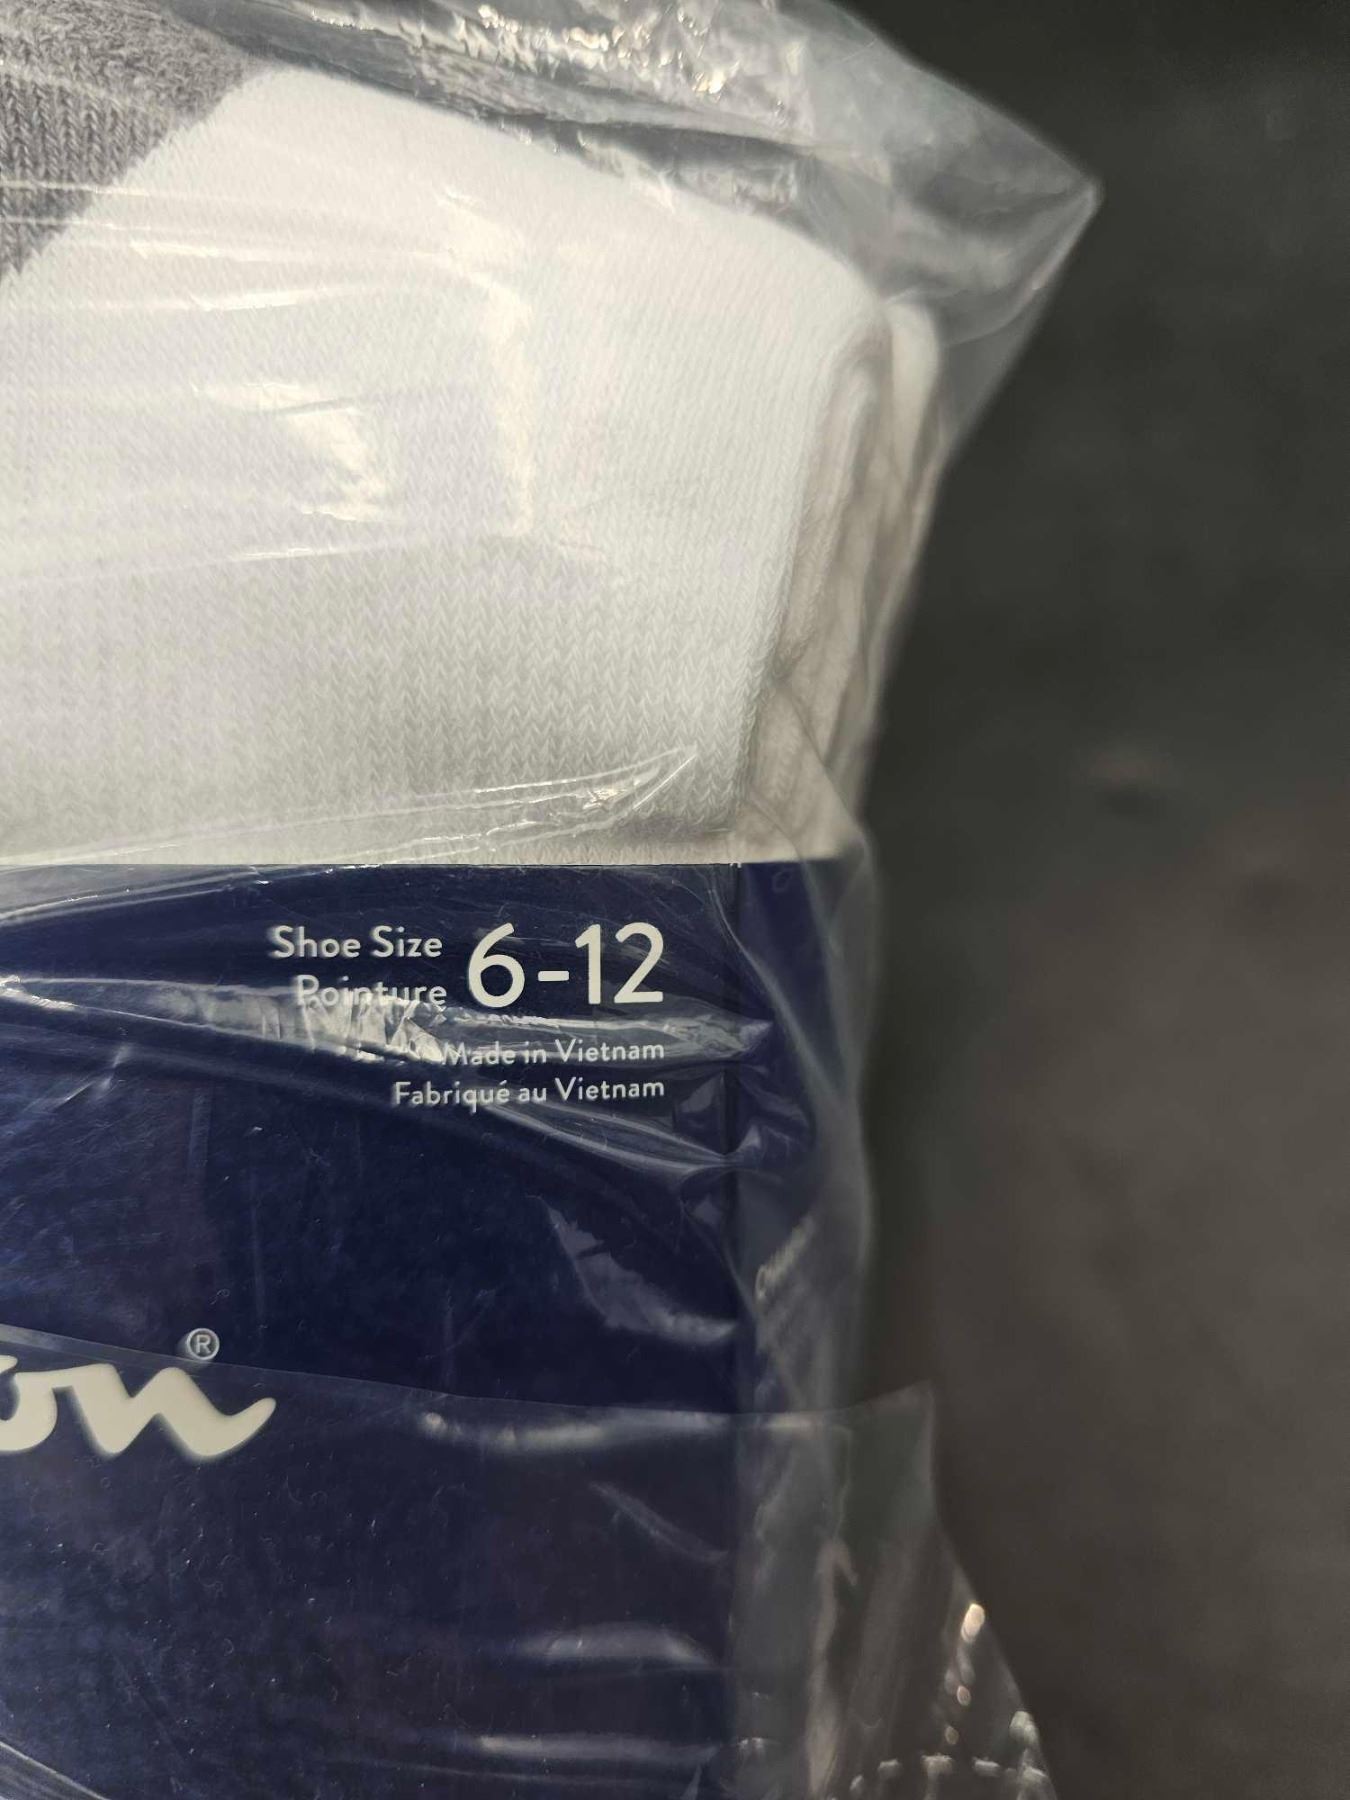 Shoe Size 6-12
Pointure
Made in Vietnam
Fabriqué au Vietnam
on®